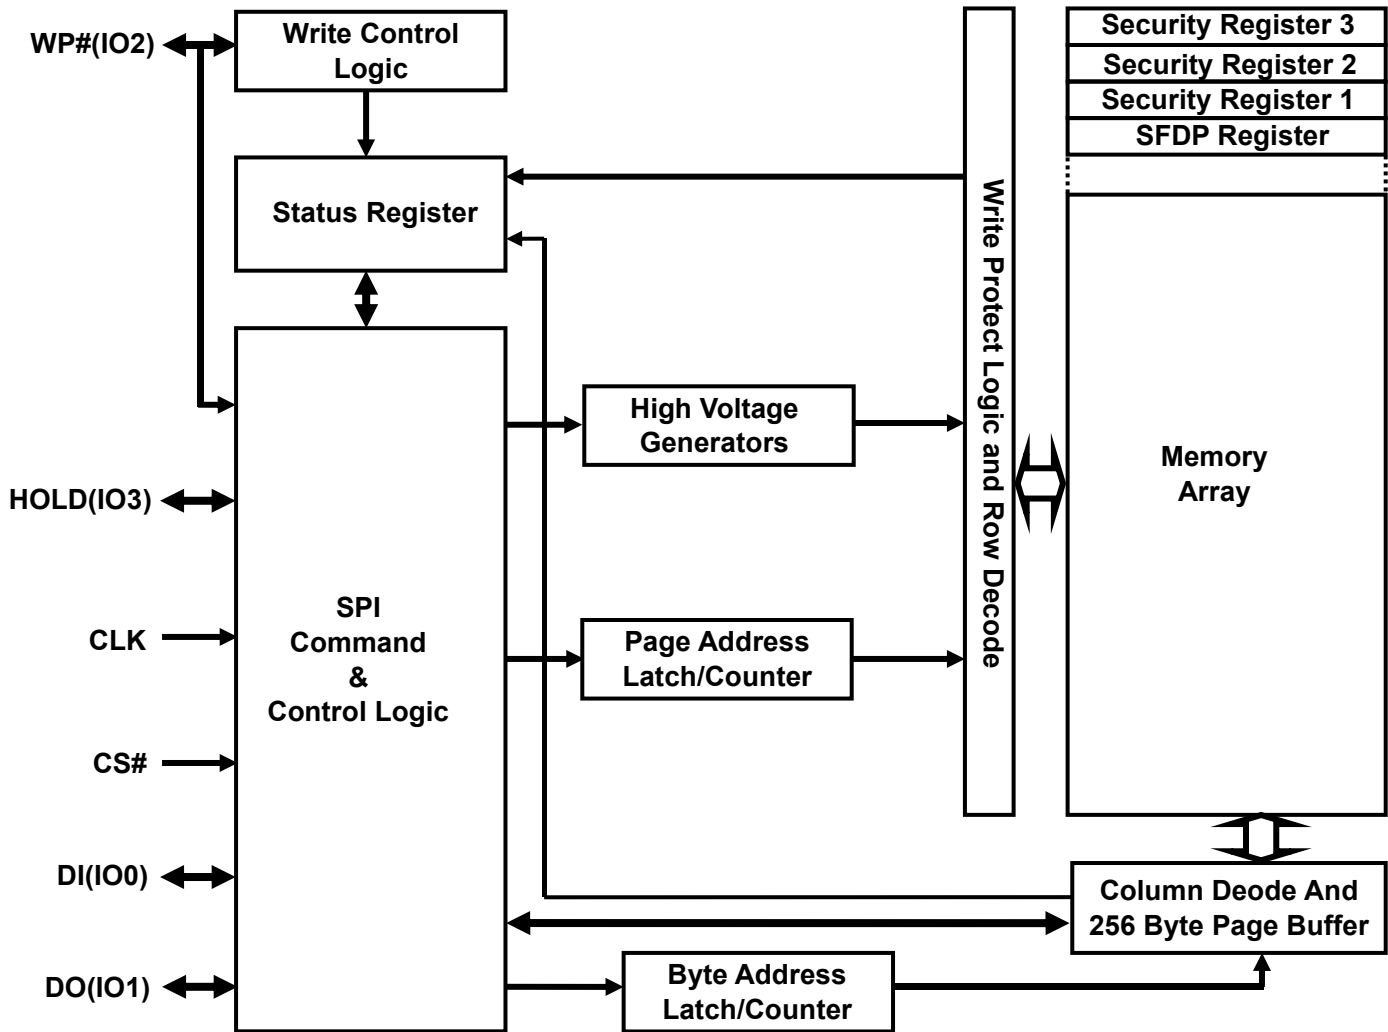 WP#(IO2)
Write Control
Logic
Security Register 3
Security Register 2
Security Register 1
SFDP Register
Status Register
Write Protect Logic and Row Decode
High Voltage
Generators
Memory
Array
HOLD(IO3)
SPI
Command
&
Control Logic
CLK
Page Address
Latch/Counter
CS#
DI(IO0)
Column Deode And
256 Byte Page Buffer
DO(IO1)
Byte Address
Latch/Counter